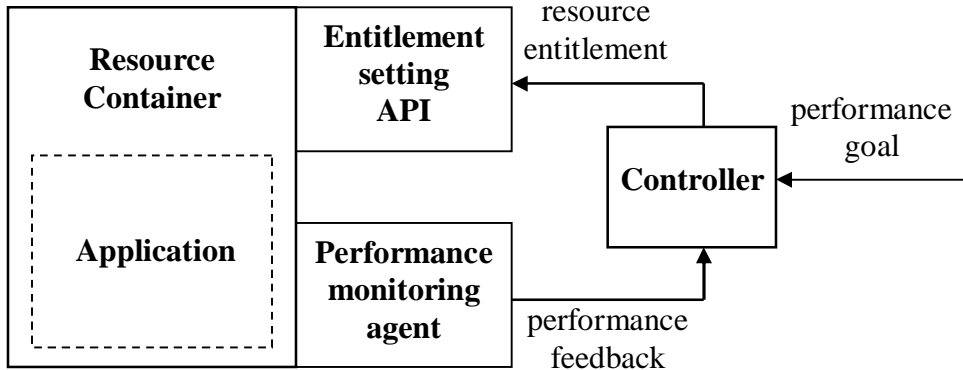 Resource
Container
Application
Entitlement
setting
API
Performance
monitoring
agent
resource
entitlement
performance
feedback
Controller
performance
goal